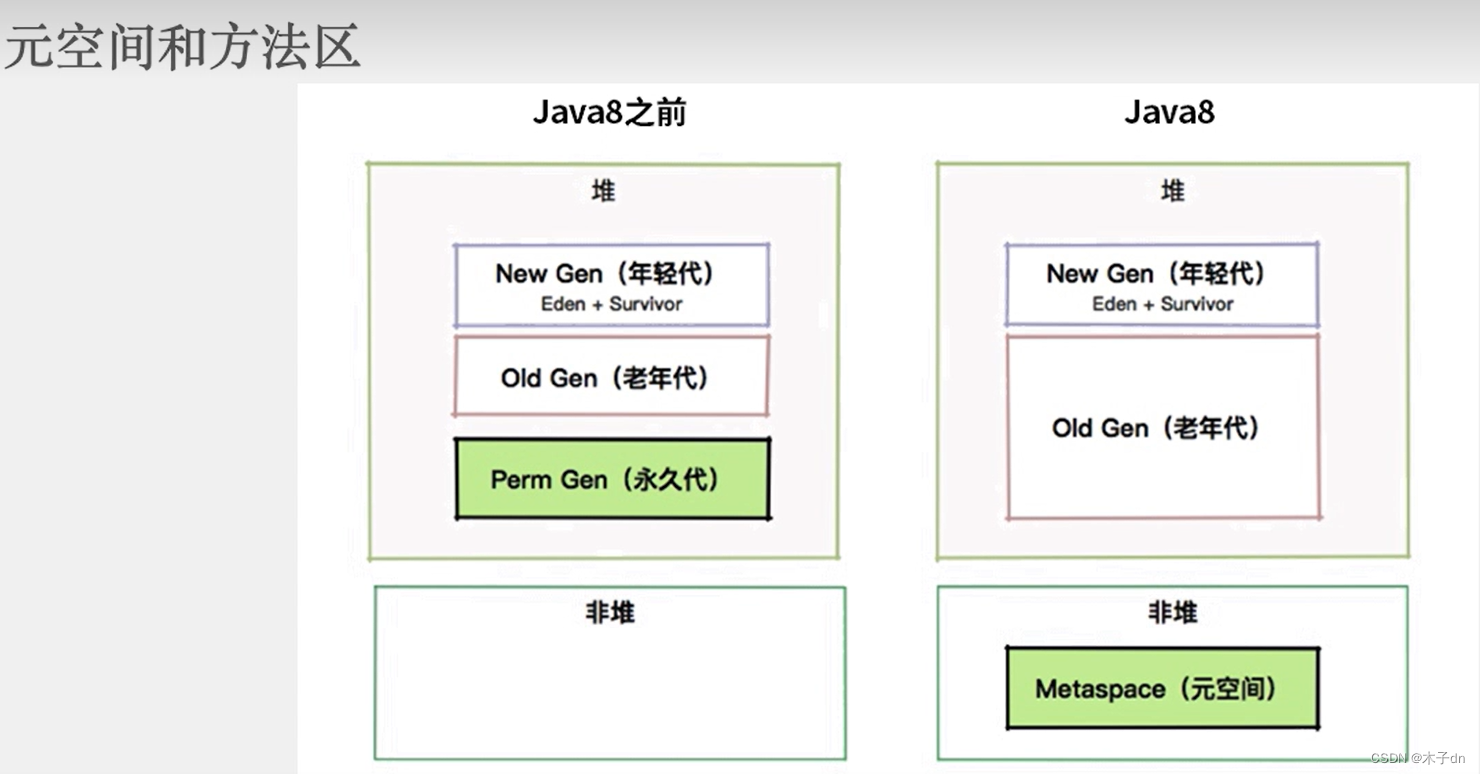 元空间和方法区
Java8之前
堆
New Gen（年轻代）
Eden + Survivor
Old Gen（老年代）
Perm Gen（永久代）
非堆
Java8
堆
New Gen（年轻代）
Eden + Survivor
Old Gen（老年代）
非堆
Metaspace（元空间）
CSDN @木子dn